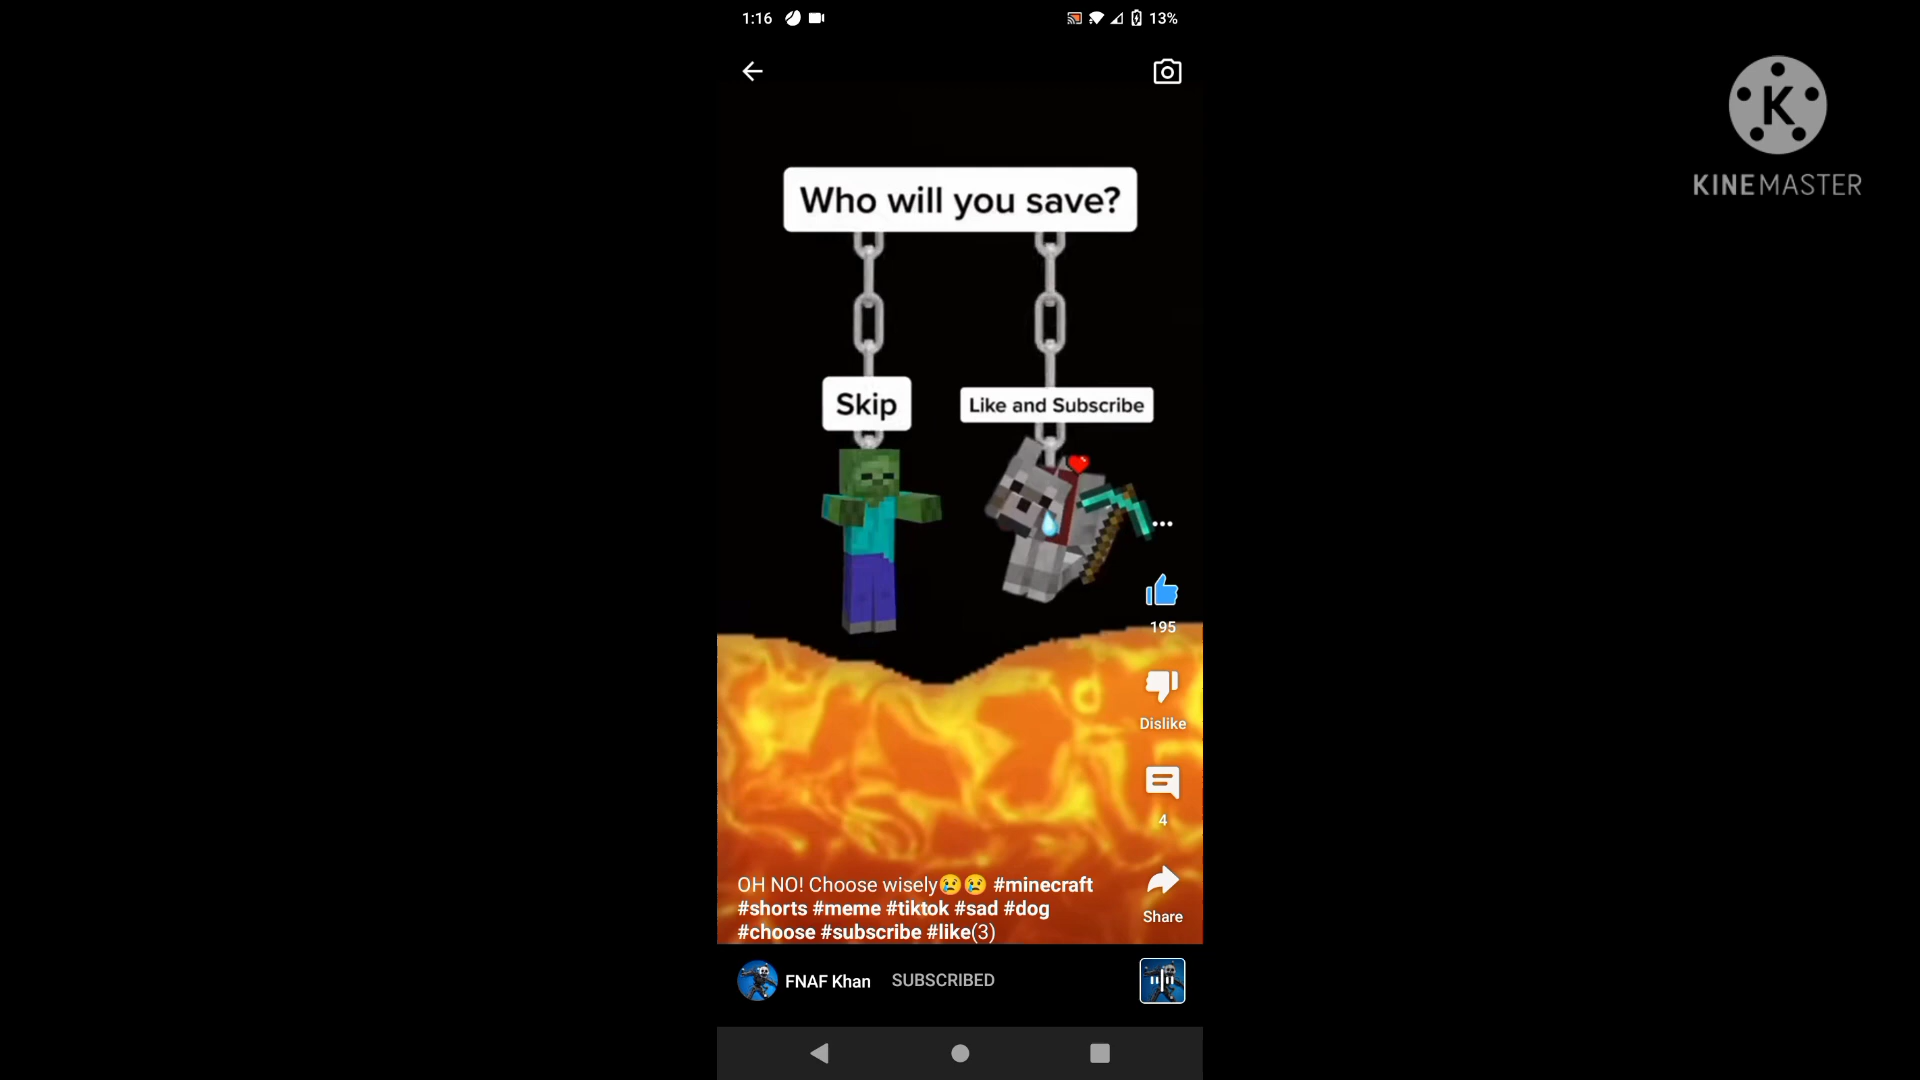 1:16
13%
K
KINEMASTER
Who will you save?
Skip
Like and Subscribe
195
Dislike
4
OH NO! Choose wisely😢😢 #minecraft
#shorts #meme #tiktok #sad #dog
#choose #subscribe #like(3)
Share
FNAF Khan SUBSCRIBED